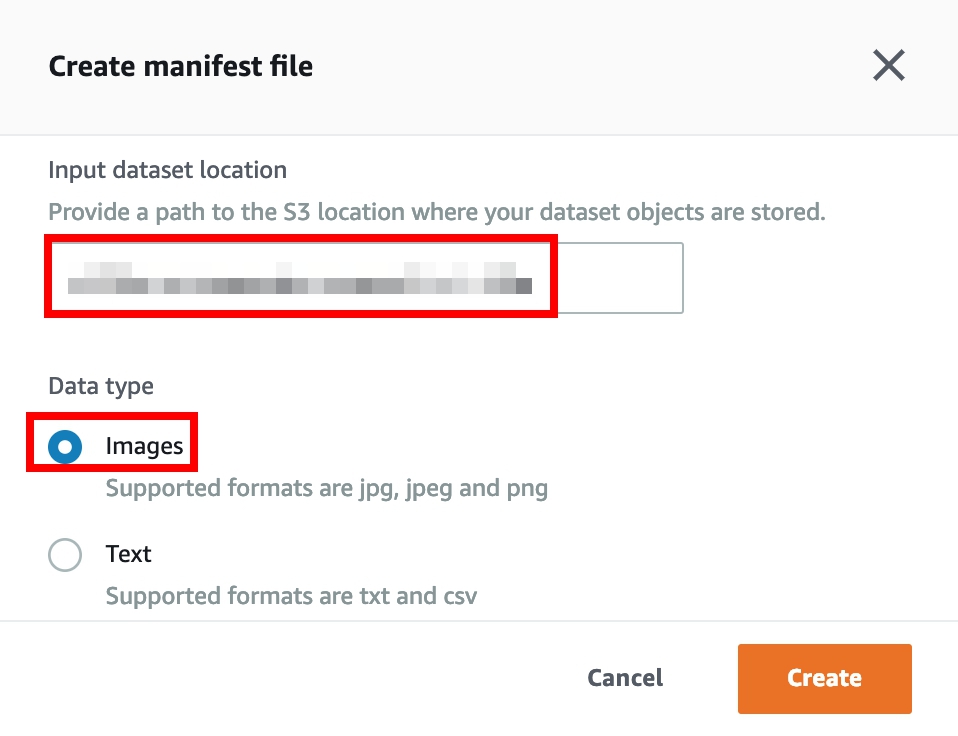 Create manifest file
Input dataset location
Provide a path to the S3 location where your dataset objects are stored.
Data type
Images
Supported formats are jpg, jpeg and png
Text
Supported formats are txt and csv
Cancel
Create